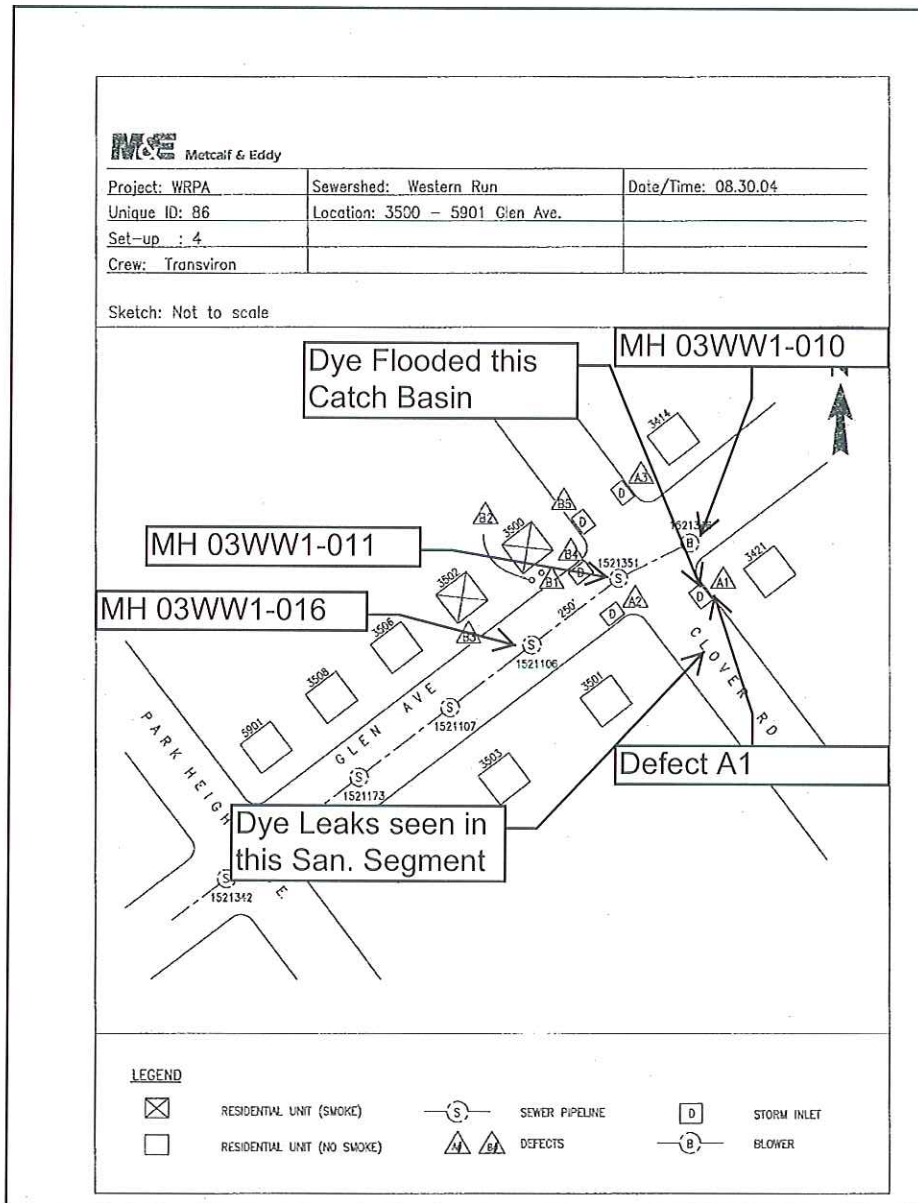 M&E Metcalf & Eddy
Project: WRPA
Sewershed: Western Run
Date/Time: 08.30.04
Unique ID: 86
Location: 3500 - 5901 Glen Ave.
Set-up : 4
Crew: Transviron
Sketch: Not to scale
Dye Flooded this
Catch Basin
MH 03WW1-010
N
3414
A3
D
B5
B2
D
3500
MH 03WW1-011
B4
D
B1
1521351
S
B
3421
A1
D
3502
A2
D
MH 03WW1-016
250'
3506
B3
S
1521106
3508
3501
CLOVER RD
5901
GLEN AVE
S
1521107
PARK HEIGH
3503
Defect A1
S
1521173
Dye Leaks seen in
this San. Segment
S
1521342
E.
LEGEND
RESIDENTIAL UNIT (SMOKE)
S
SEWER PIPELINE
D
STORM INLET
RESIDENTIAL UNIT (NO SMOKE)
DEFECTS
B
BLOWER